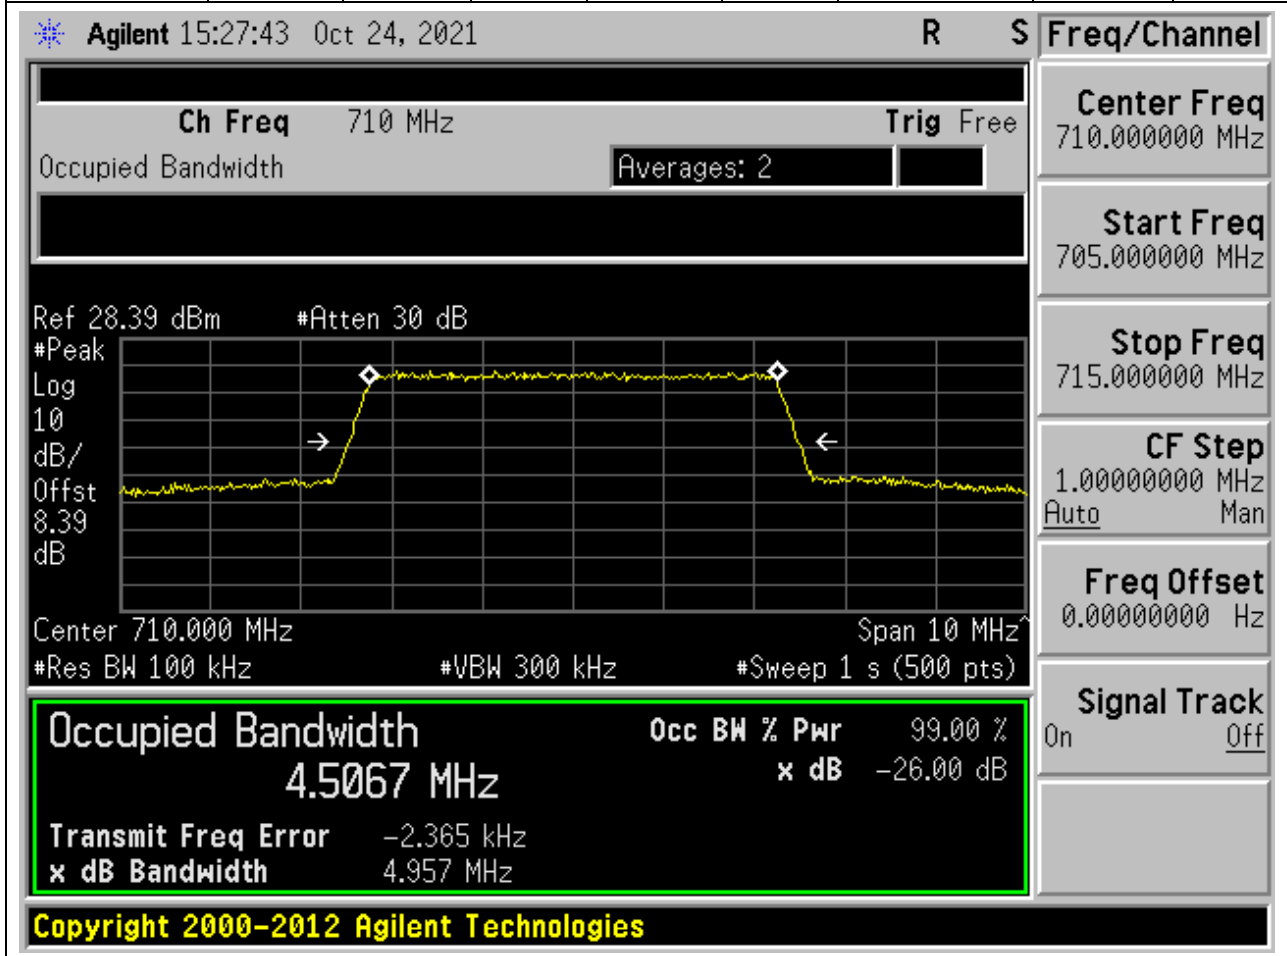 Agilent 15:27:43 Oct 24, 2021 R S
Freq/Channel
Ch Freq 710 MHz Trig Free
Occupied Bandwidth Averages: 2
Center Freq
710.000000 MHz
Start Freq
705.000000 MHz
Stop Freq
715.000000 MHz
CF Step
1.00000000 MHz
Auto Man
Freq Offset
0.00000000 Hz
Signal Track
On Off
Ref 28.39 dBm #Atten 30 dB
#Peak
Log
10
dB/
Offst
8.39
dB
Center 710.000 MHz Span 10 MHz^
#Res BW 100 kHz #VBW 300 kHz #Sweep 1 s (500 pts)
Occupied Bandwidth Occ BW % Pwr 99.00 %
4.5067 MHz x dB -26.00 dB
Transmit Freq Error -2.365 kHz
x dB Bandwidth 4.957 MHz
Copyright 2000-2012 Agilent Technologies